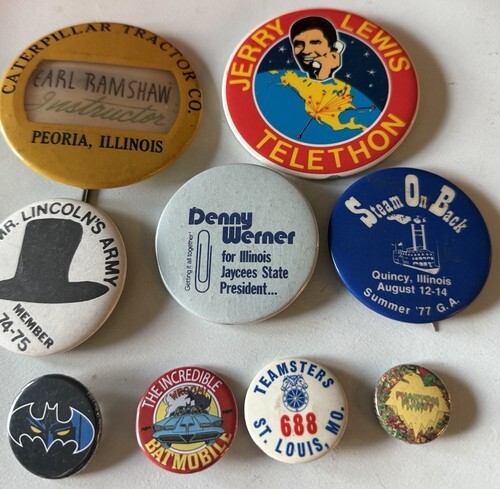 CATERPILLAR TRACTOR CO.
EARL RAMSHAW
Instructor
PEORIA, ILLINOIS
JERRY LEWIS
TELETHON
MR. LINCOLN'S ARMY
MEMBER
74-75
Getting it all together!
Denny
Werner
for Illinois
Jaycees State
President...
Steam On Back
Quincy, Illinois
August 12-14
Summer '77 G.A.
THE INCREDIBLE
BATMOBILE
TEAMSTERS
688
ST. LOUIS, MO.